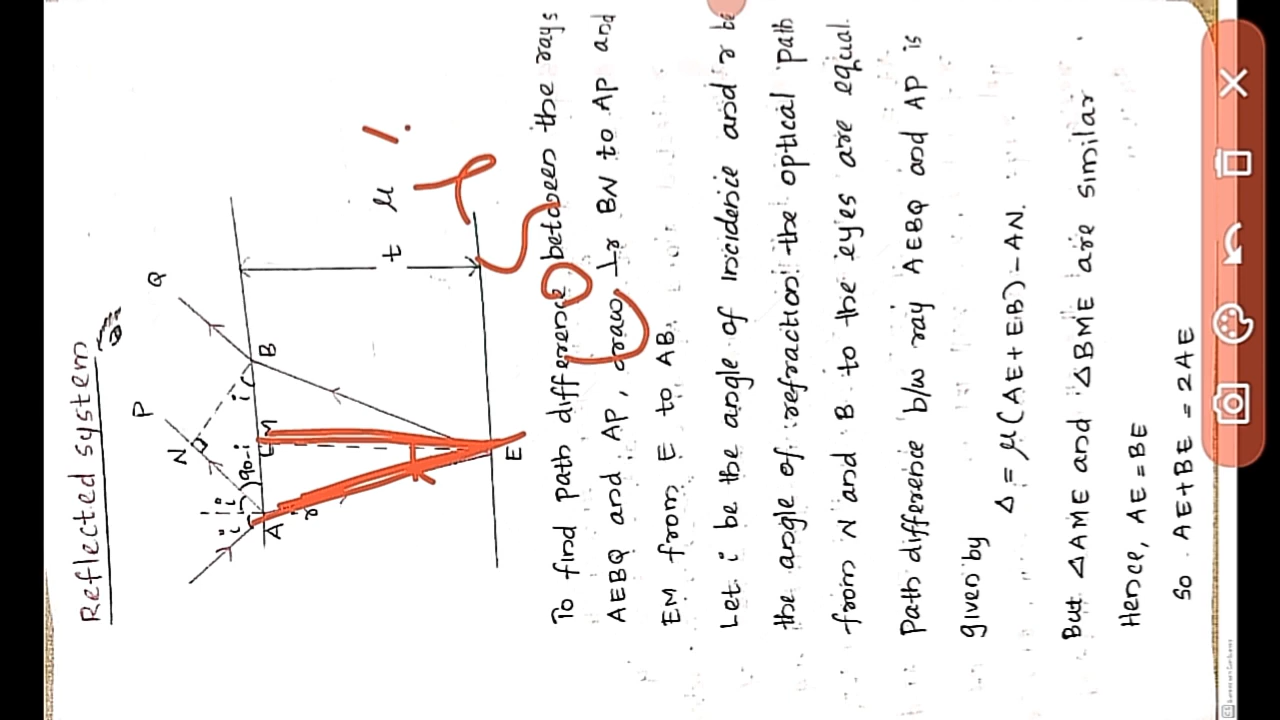 Reflected system
P
Q
N
i
i
90-i
i
A
r
M
B
t
μ
E
To find path difference between the rays
AEBQ and AP, draw ⊥r BN to AP and
EM from E to AB.
Let i be the angle of incidence and r be
the angle of refraction. the optical path
from N and B to the eyes are equal.
Path difference b/w ray AEBQ and AP is
given by
Δ = μ(AE+EB) - AN.
But ΔAME and ΔBME are similar
Hence, AE = BE
So AE+BE = 2AE